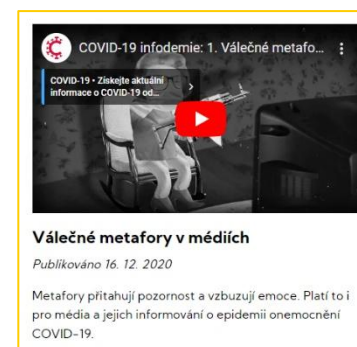 COVID-19 infodemie: 1. Válečné metafo...
COVID-19 • Získejte aktuální
informace o COVID-19 od...
Válečné metafory v médiích
Publikováno 16. 12. 2020
Metafory přitahují pozornost a vzbuzují emoce. Platí to i
pro média a jejich informování o epidemii onemocnění
COVID-19.